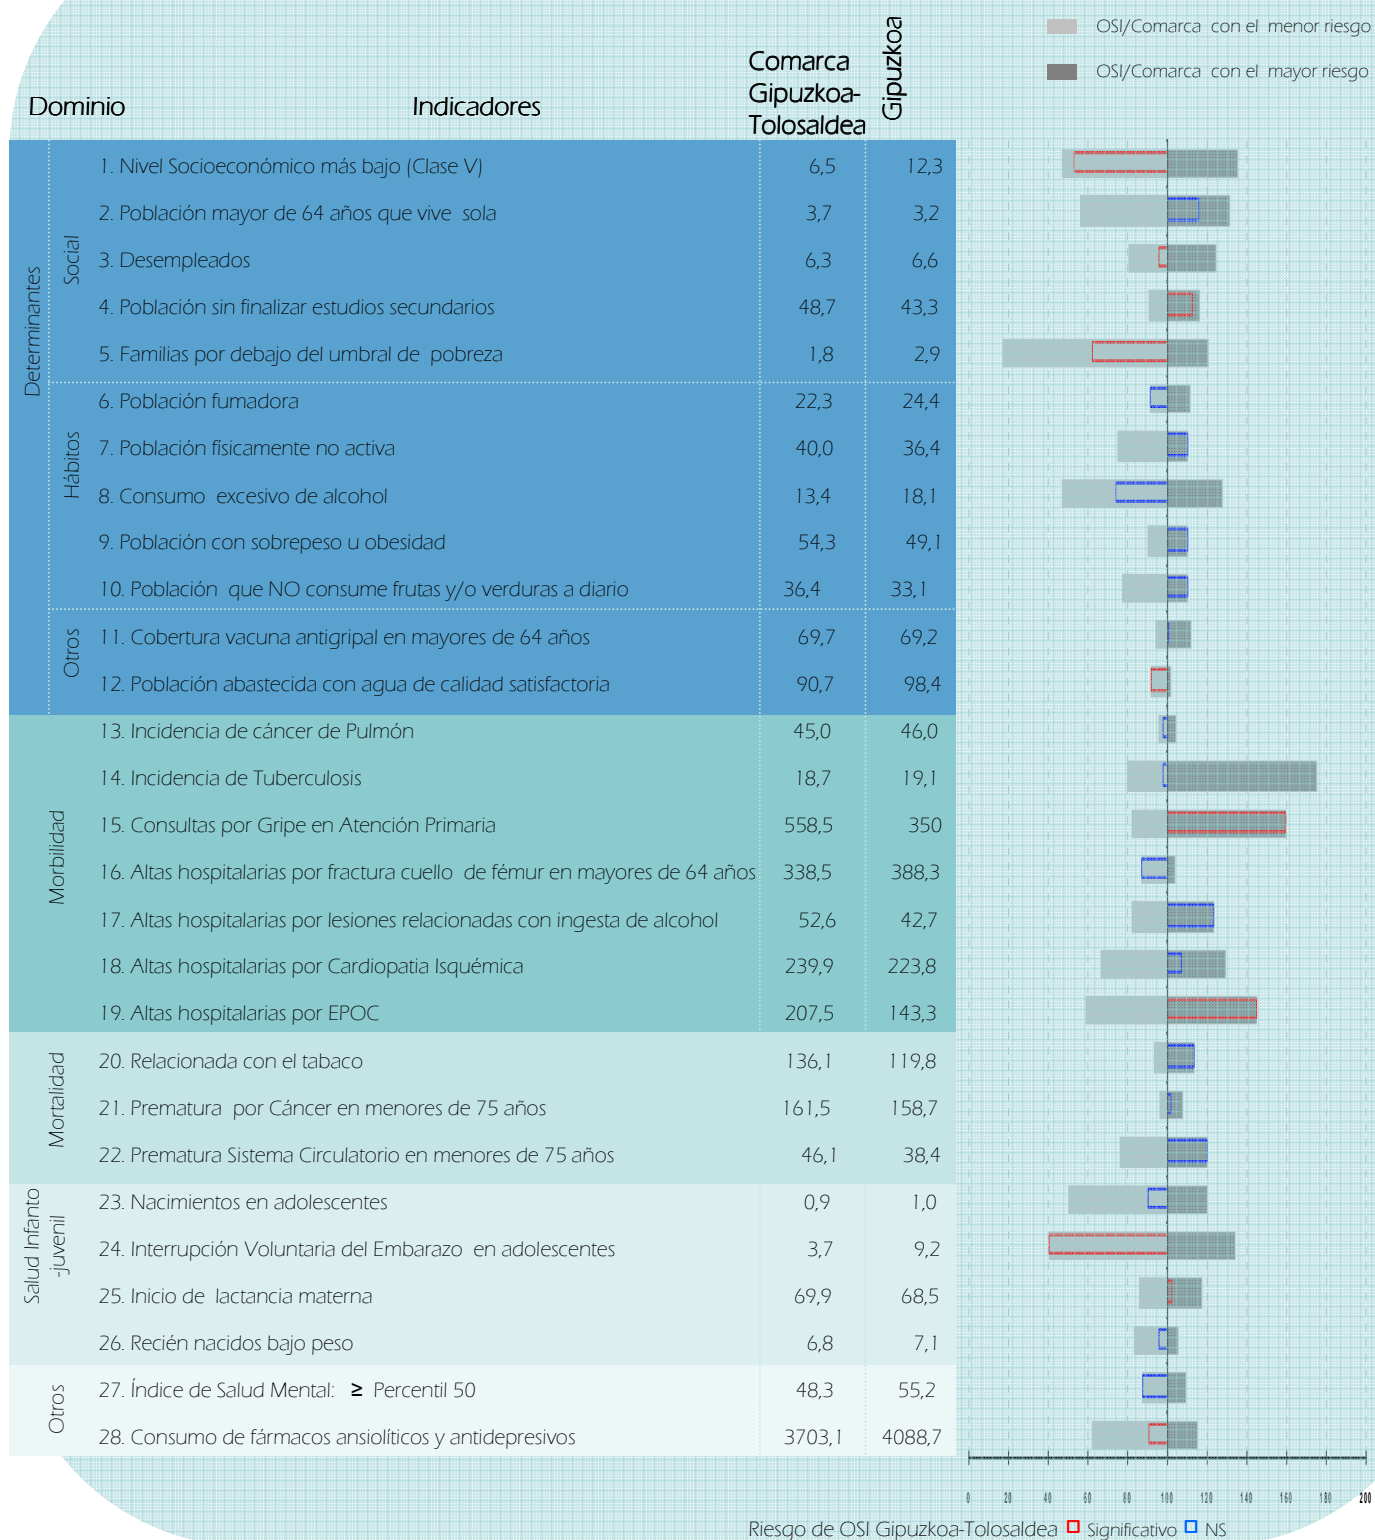 OSI/Comarca con el menor riesgo
OSI/Comarca con el mayor riesgo
Dominio Indicadores Comarca Gipuzkoa-Tolosaldea Gipuzkoa
Determinantes
Social
1. Nivel Socioeconómico más bajo (Clase V) 6,5 12,3
2. Población mayor de 64 años que vive sola 3,7 3,2
3. Desempleados 6,3 6,6
4. Población sin finalizar estudios secundarios 48,7 43,3
5. Familias por debajo del umbral de pobreza 1,8 2,9
Hábitos
6. Población fumadora 22,3 24,4
7. Población físicamente no activa 40,0 36,4
8. Consumo excesivo de alcohol 13,4 18,1
9. Población con sobrepeso u obesidad 54,3 49,1
10. Población que NO consume frutas y/o verduras a diario 36,4 33,1
Otros
11. Cobertura vacuna antigripal en mayores de 64 años 69,7 69,2
12. Población abastecida con agua de calidad satisfactoria 90,7 98,4
Morbilidad
13. Incidencia de cáncer de Pulmón 45,0 46,0
14. Incidencia de Tuberculosis 18,7 19,1
15. Consultas por Gripe en Atención Primaria 558,5 350
16. Altas hospitalarias por fractura cuello de fémur en mayores de 64 años 338,5 388,3
17. Altas hospitalarias por lesiones relacionadas con ingesta de alcohol 52,6 42,7
18. Altas hospitalarias por Cardiopatia Isquémica 239,9 223,8
19. Altas hospitalarias por EPOC 207,5 143,3
Mortalidad
20. Relacionada con el tabaco 136,1 119,8
21. Prematura por Cáncer en menores de 75 años 161,5 158,7
22. Prematura Sistema Circulatorio en menores de 75 años 46,1 38,4
Salud Infanto
-juvenil
23. Nacimientos en adolescentes 0,9 1,0
24. Interrupción Voluntaria del Embarazo en adolescentes 3,7 9,2
25. Inicio de lactancia materna 69,9 68,5
26. Recién nacidos bajo peso 6,8 7,1
Otros
27. Índice de Salud Mental: ≥ Percentil 50 48,3 55,2
28. Consumo de fármacos ansiolíticos y antidepresivos 3703,1 4088,7
0 20 40 60 80 100 120 140 160 180 200
Riesgo de OSI Gipuzkoa-Tolosaldea Significativo NS